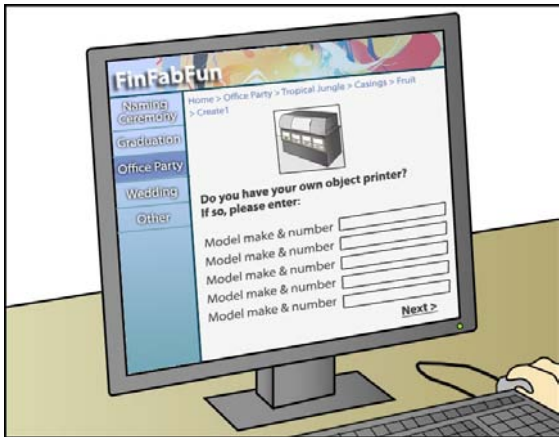 FinFabFun
Naming
Ceremony
Graduation
Office Party
Wedding
Other
Home > Office Party > Tropical Jungle > Casings > Fruit
> Create1
Do you have your own object printer?
If so, please enter:
Model make & number
Model make & number
Model make & number
Model make & number
Model make & number
Next >